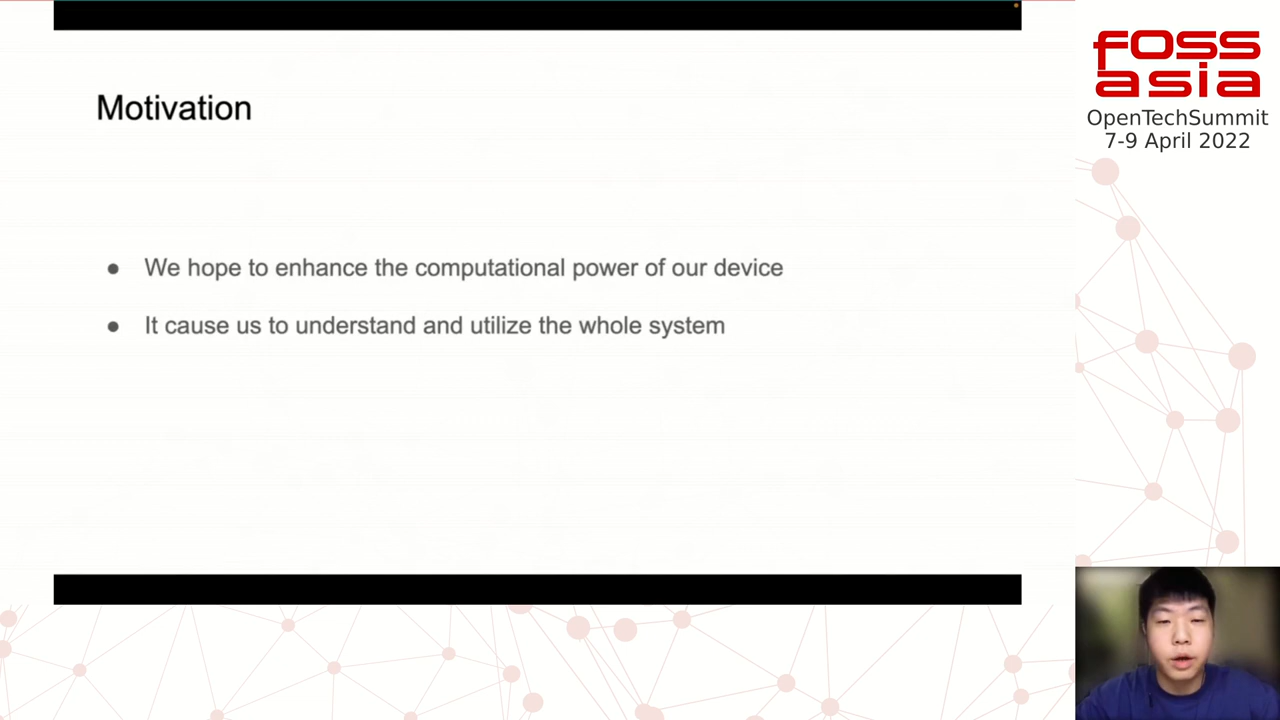 Motivation
● We hope to enhance the computational power of our device
● It cause us to understand and utilize the whole system
foss
asia
OpenTechSummit
7-9 April 2022